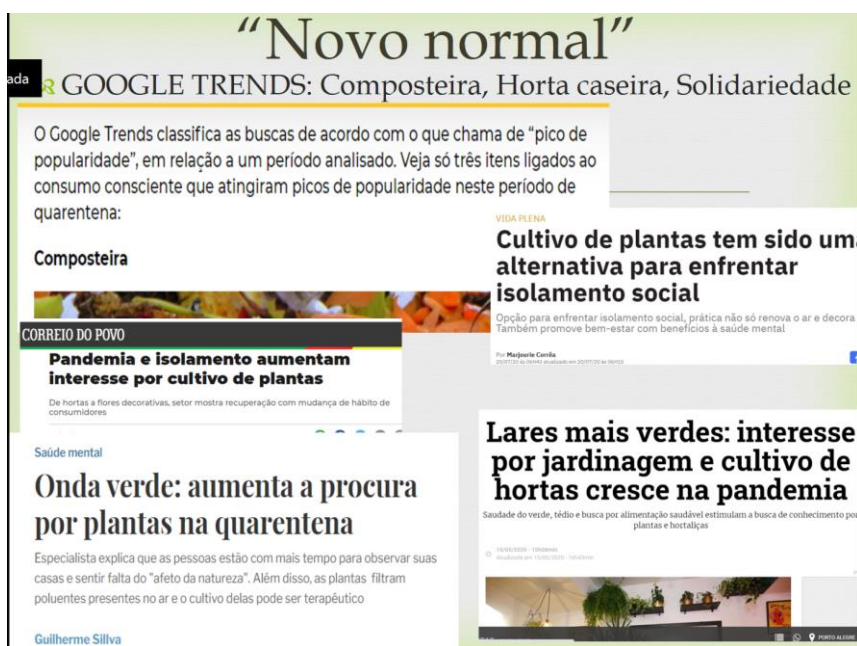 “Novo normal”
ada
GOOGLE TRENDS: Composteira, Horta caseira, Solidariedade
O Google Trends classifica as buscas de acordo com o que chama de “pico de
popularidade”, em relação a um período analisado. Veja só três itens ligados ao
consumo consciente que atingiram picos de popularidade neste período de
quarentena:
Composteira
VIDA PLENA
Cultivo de plantas tem sido uma
alternativa para enfrentar
isolamento social
Opção para enfrentar isolamento social, prática não só renova o ar e decora
Também promove bem-estar com benefícios à saúde mental
Por Marjourie Corrêa
CORREIO DO POVO
Pandemia e isolamento aumentam
interesse por cultivo de plantas
De hortas a flores decorativas, setor mostra recuperação com mudança de hábito de
consumidores
Saúde mental
Onda verde: aumenta a procura
por plantas na quarentena
Especialista explica que as pessoas estão com mais tempo para observar suas
casas e sentir falta do "afeto da natureza". Além disso, as plantas filtram
poluentes presentes no ar e o cultivo delas pode ser terapêutico
Guilherme Sillva
Lares mais verdes: interesse
por jardinagem e cultivo de
hortas cresce na pandemia
Saudade do verde, tédio e busca por alimentação saudável estimulam a busca de conhecimento por
plantas e hortaliças
PORTO ALEGRE